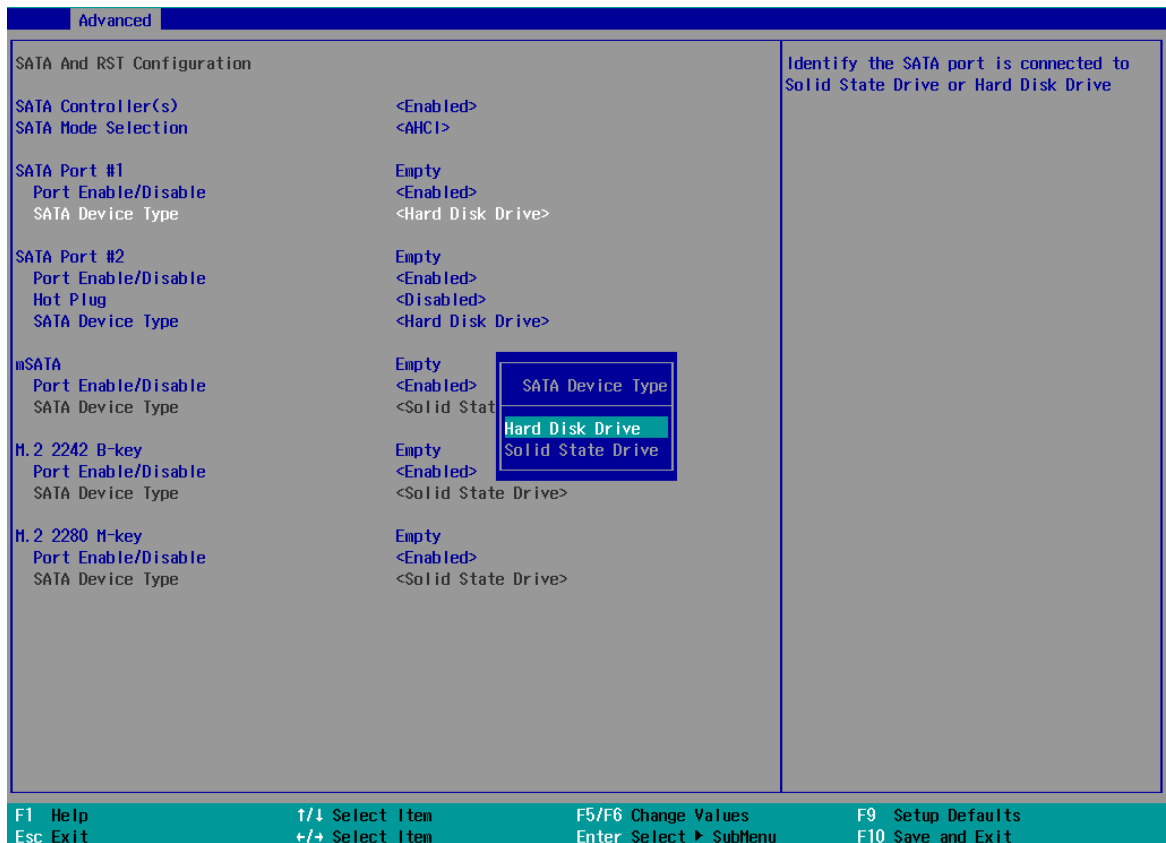 Advanced
SATA And RST Configuration
Identify the SATA port is connected to
Solid State Drive or Hard Disk Drive
SATA Controller(s) <Enabled>
SATA Mode Selection <AHCI>
SATA Port #1 Empty
Port Enable/Disable <Enabled>
SATA Device Type <Hard Disk Drive>
SATA Port #2 Empty
Port Enable/Disable <Enabled>
Hot Plug <Disabled>
SATA Device Type <Hard Disk Drive>
mSATA Empty
Port Enable/Disable <Enabled>
SATA Device Type <Solid Stat
SATA Device Type
Hard Disk Drive
Solid State Drive
M.2 2242 B-key Empty
Port Enable/Disable <Enabled>
SATA Device Type <Solid State Drive>
M.2 2280 M-key Empty
Port Enable/Disable <Enabled>
SATA Device Type <Solid State Drive>
F1 Help ↑/↓ Select Item F5/F6 Change Values F9 Setup Defaults
Esc Exit ←/→ Select Item Enter Select ▶ SubMenu F10 Save and Exit